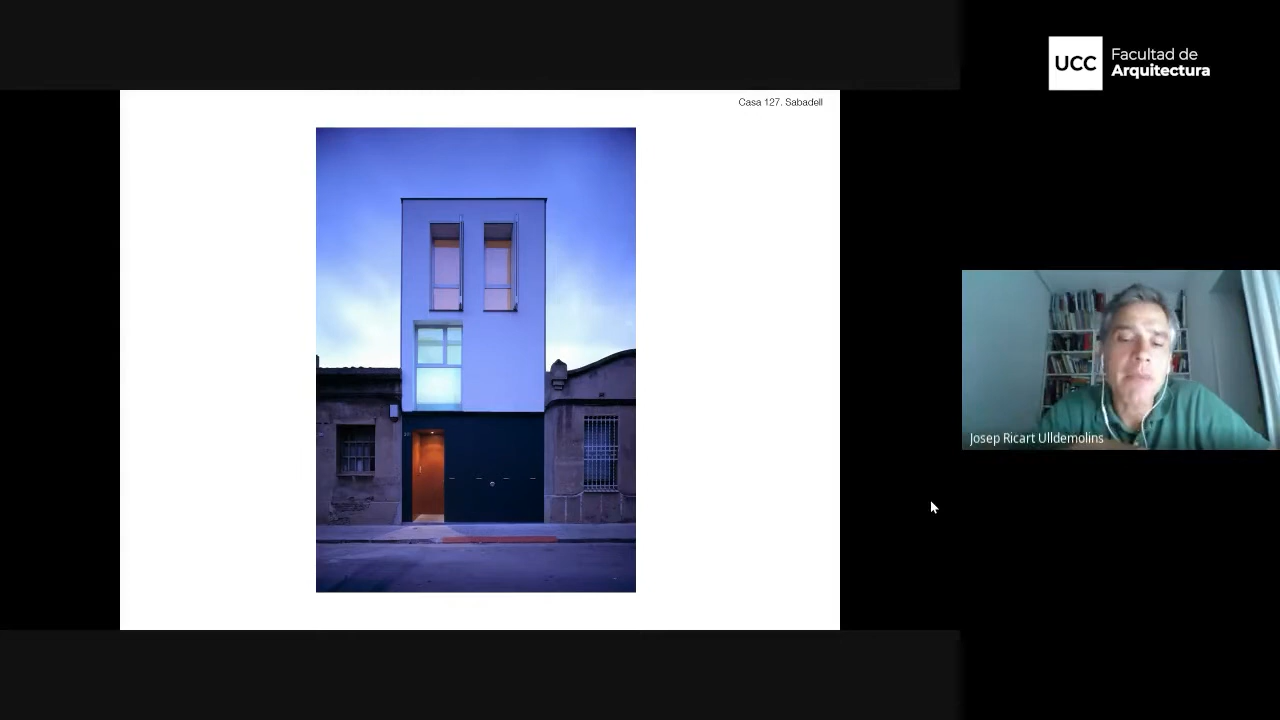 UCC
Facultad de
Arquitectura
Casa 127. Sabadell
Josep Ricart Ulldemolins